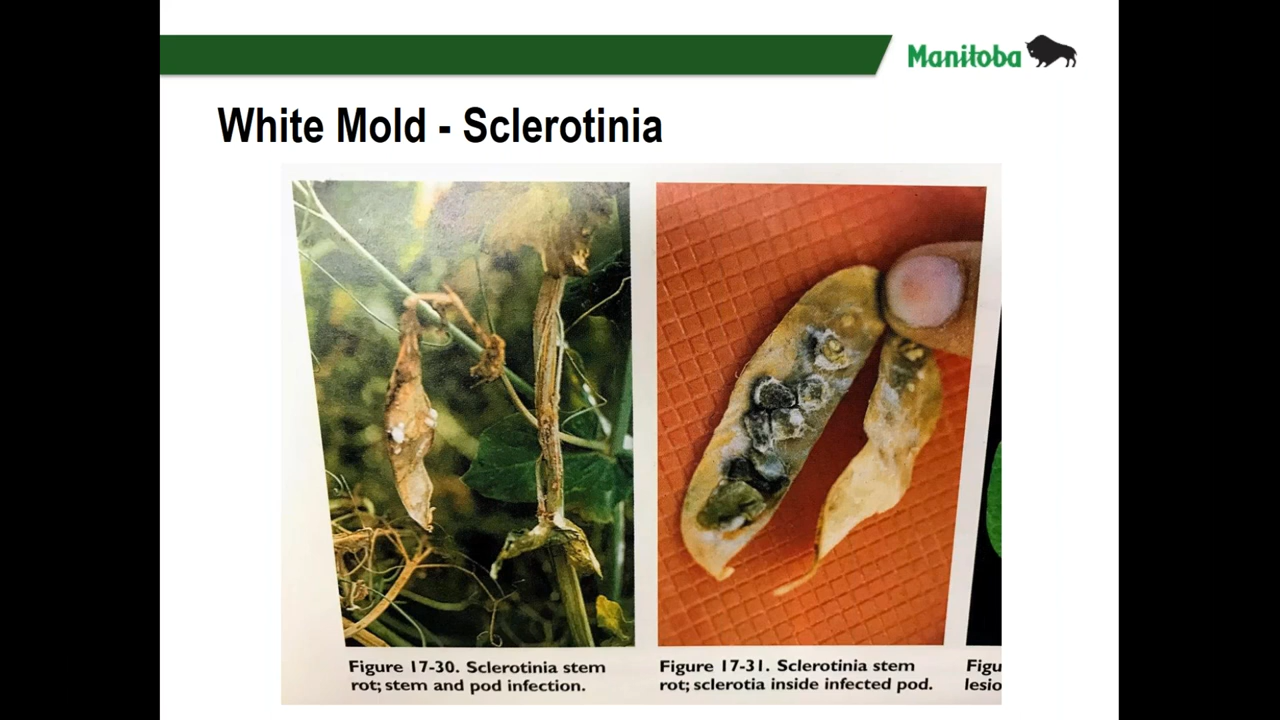 Manitoba
White Mold - Sclerotinia
Figure 17-30. Sclerotinia stem
rot; stem and pod infection.
Figure 17-31. Sclerotinia stem
rot; sclerotia inside infected pod.
Figu
lesio